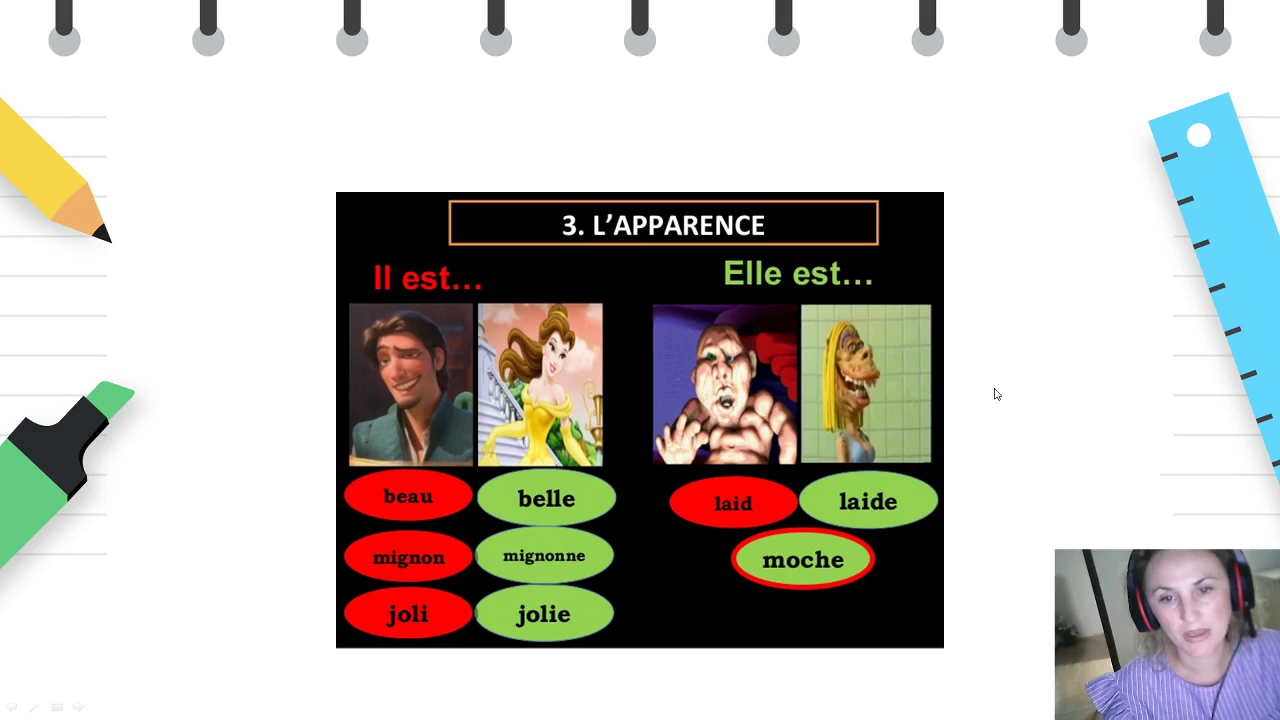 3. L’APPARENCE
Il est...
Elle est...
beau
belle
laid
laide
mignon
mignonne
moche
joli
jolie